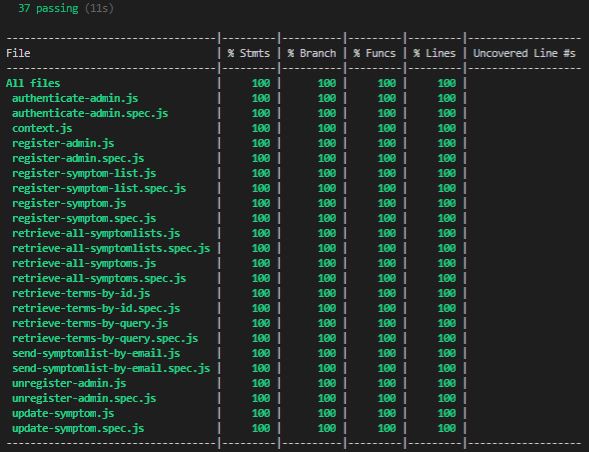 37 passing (11s)
---------------------------------|---------|----------|---------|---------|-------------------
File | % Stmts | % Branch | % Funcs | % Lines | Uncovered Line #s
---------------------------------|---------|----------|---------|---------|-------------------
All files | 100 | 100 | 100 | 100 |
authenticate-admin.js | 100 | 100 | 100 | 100 |
authenticate-admin.spec.js | 100 | 100 | 100 | 100 |
context.js | 100 | 100 | 100 | 100 |
register-admin.js | 100 | 100 | 100 | 100 |
register-admin.spec.js | 100 | 100 | 100 | 100 |
register-symptom-list.js | 100 | 100 | 100 | 100 |
register-symptom-list.spec.js | 100 | 100 | 100 | 100 |
register-symptom.js | 100 | 100 | 100 | 100 |
register-symptom.spec.js | 100 | 100 | 100 | 100 |
retrieve-all-symptomlists.js | 100 | 100 | 100 | 100 |
retrieve-all-symptomlists.spec.js | 100 | 100 | 100 | 100 |
retrieve-all-symptoms.js | 100 | 100 | 100 | 100 |
retrieve-all-symptoms.spec.js | 100 | 100 | 100 | 100 |
retrieve-terms-by-id.js | 100 | 100 | 100 | 100 |
retrieve-terms-by-id.spec.js | 100 | 100 | 100 | 100 |
retrieve-terms-by-query.js | 100 | 100 | 100 | 100 |
retrieve-terms-by-query.spec.js | 100 | 100 | 100 | 100 |
send-symptomlist-by-email.js | 100 | 100 | 100 | 100 |
send-symptomlist-by-email.spec.js | 100 | 100 | 100 | 100 |
unregister-admin.js | 100 | 100 | 100 | 100 |
unregister-admin.spec.js | 100 | 100 | 100 | 100 |
update-symptom.js | 100 | 100 | 100 | 100 |
update-symptom.spec.js | 100 | 100 | 100 | 100 |
---------------------------------|---------|----------|---------|---------|-------------------